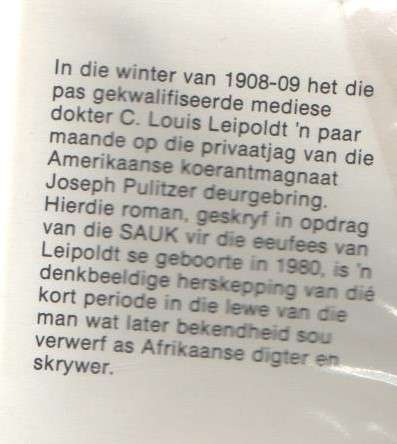 In die winter van 1908-09 het die
pas gekwalifiseerde mediese
dokter C. Louis Leipoldt 'n paar
maande op die privaatjag van die
Amerikaanse koerantmagnaat
Joseph Pulitzer deurgebring.
Hierdie roman, geskryf in opdrag
van die SAUK vir die eeufees van
Leipoldt se geboorte in 1980, is 'n
denkbeeldige herskepping van dié
kort periode in die lewe van die
man wat later bekendheid sou
verwerf as Afrikaanse digter en
skrywer.